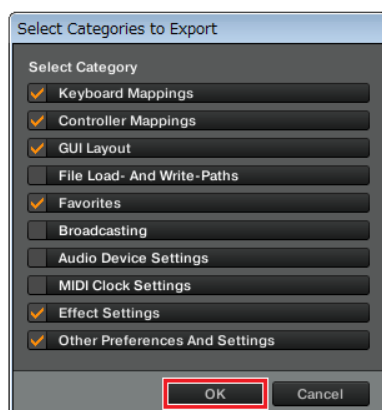 Select Categories to Export
Select Category
Keyboard Mappings
Controller Mappings
GUI Layout
File Load- And Write-Paths
Favorites
Broadcasting
Audio Device Settings
MIDI Clock Settings
Effect Settings
Other Preferences And Settings
OK Cancel